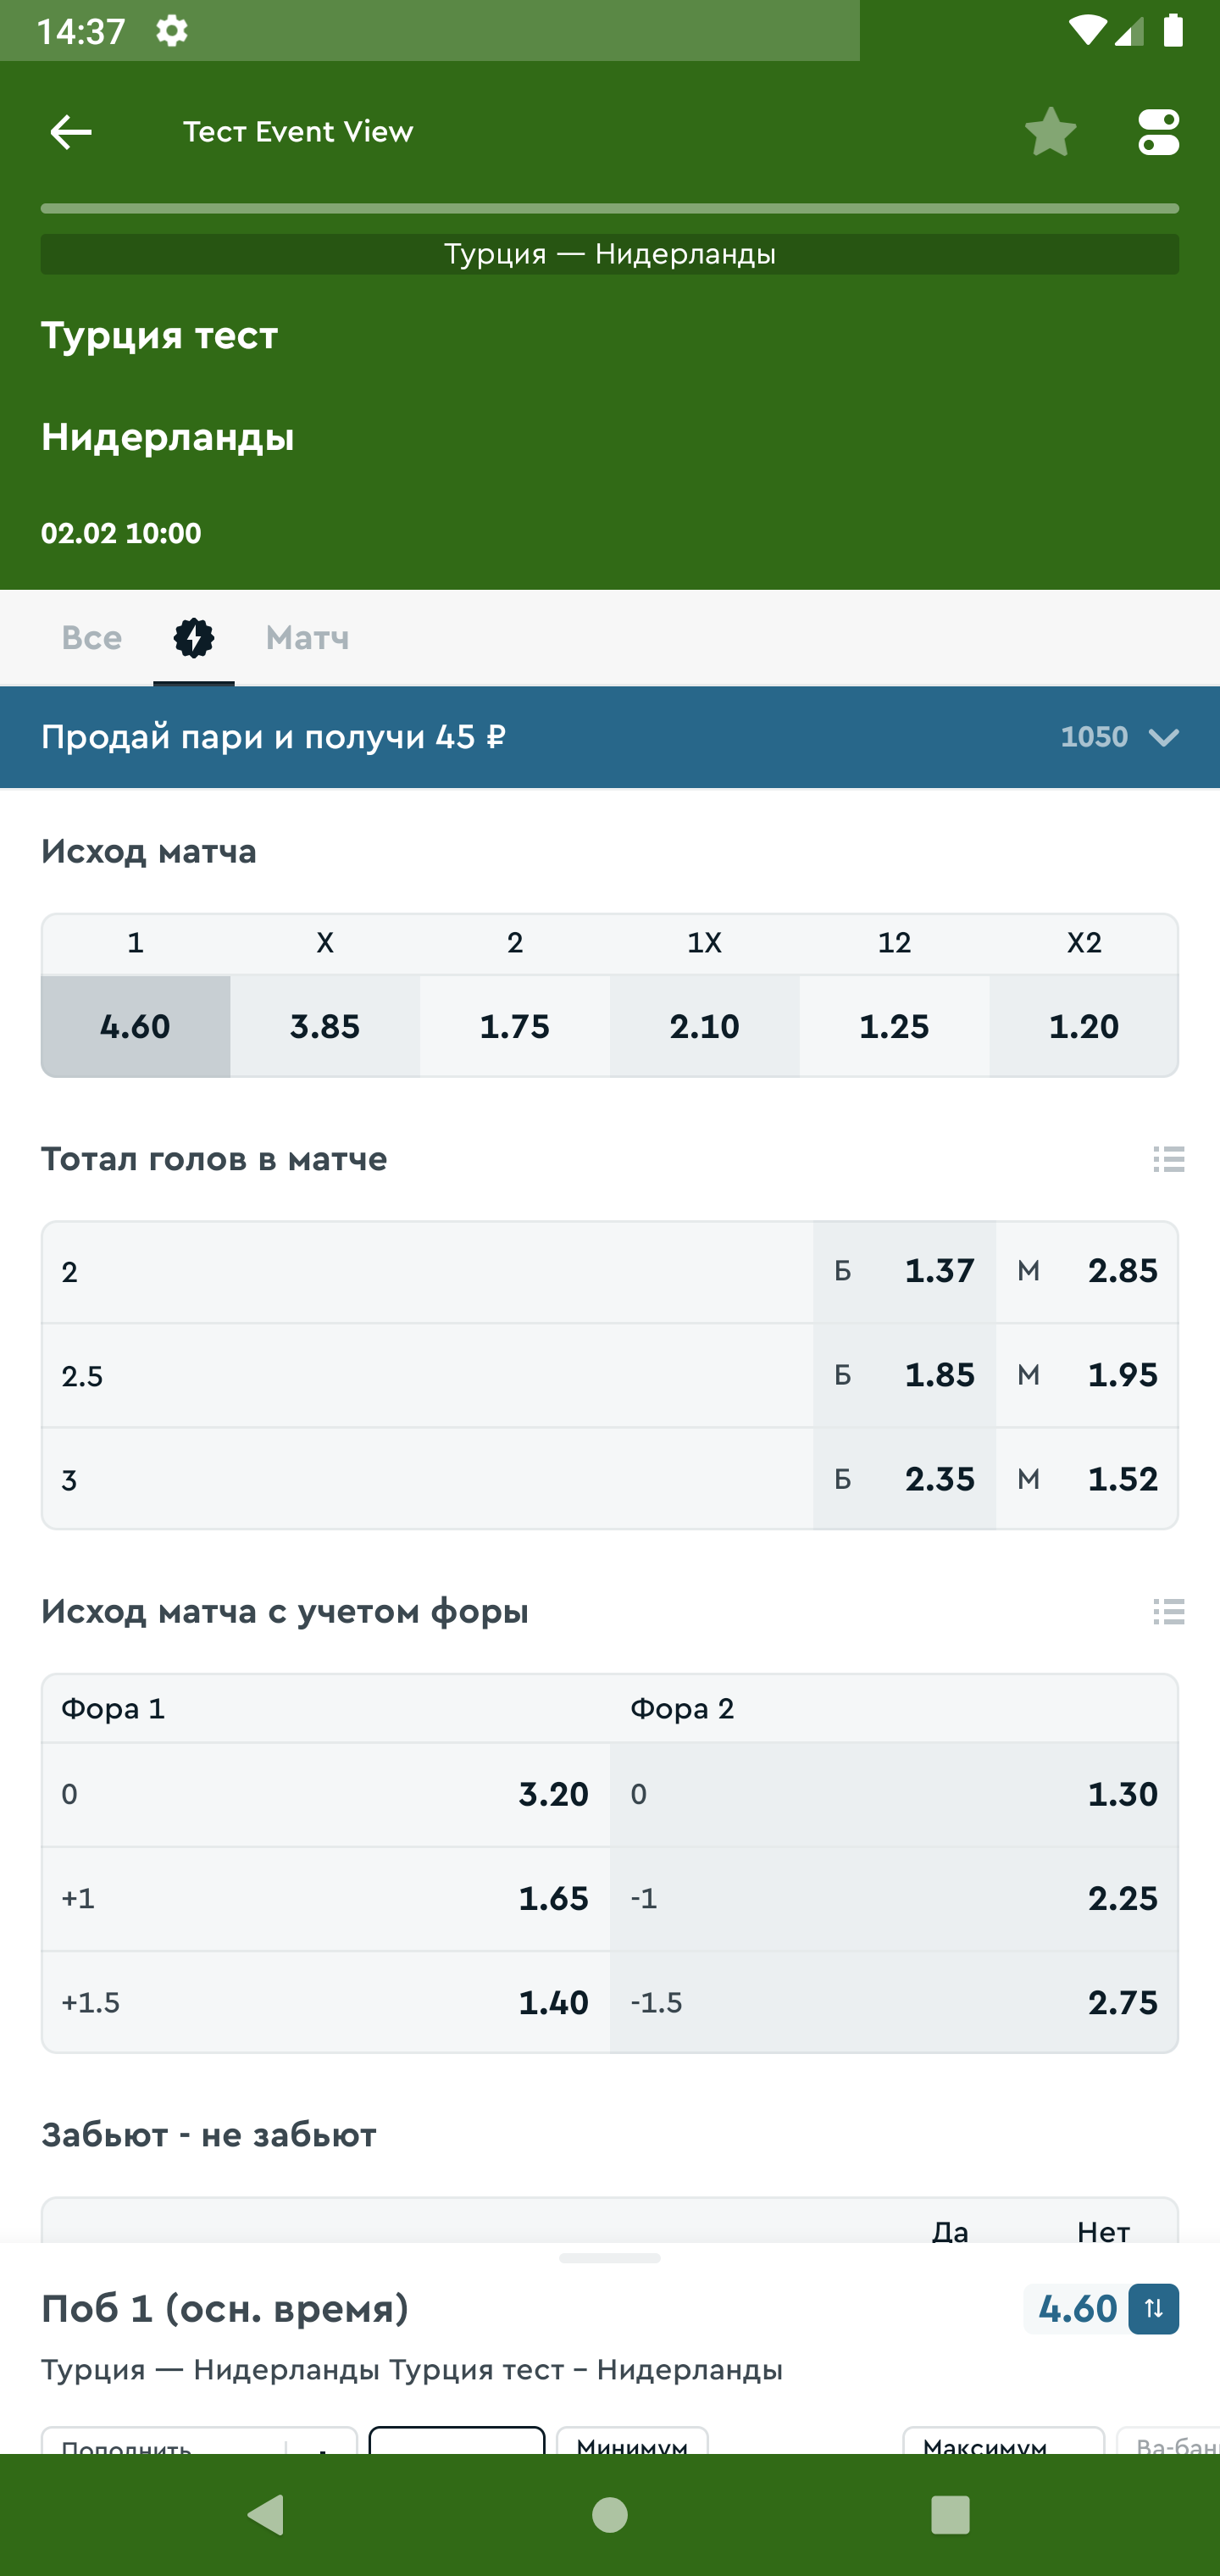 14:37
Тест Event View
Турция — Нидерланды
Турция тест
Нидерланды
02.02 10:00
Все
Матч
Продай пари и получи 45 ₽
1050
Исход матча
1 X 2 1X 12 X2
4.60 3.85 1.75 2.10 1.25 1.20
Тотал голов в матче
2 Б 1.37 М 2.85
2.5 Б 1.85 М 1.95
3 Б 2.35 М 1.52
Исход матча с учетом форы
Фора 1 Фора 2
0 3.20 0 1.30
+1 1.65 -1 2.25
+1.5 1.40 -1.5 2.75
Забьют - не забьют
Да Нет
Поб 1 (осн. время) 4.60
Турция — Нидерланды Турция тест – Нидерланды
Пополнить Минимум Максимум